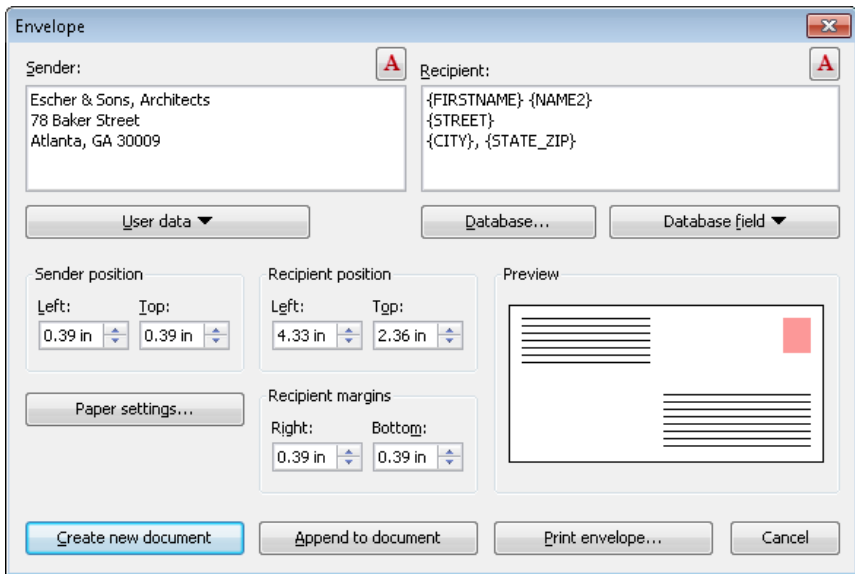 Envelope
Sender:
A
Recipient:
A
Escher & Sons, Architects
78 Baker Street
Atlanta, GA 30009
{FIRSTNAME} {NAME2}
{STREET}
{CITY}, {STATE_ZIP}
User data
Database...
Database field
Sender position
Left:
Top:
0.39 in
0.39 in
Recipient position
Left:
Top:
4.33 in
2.36 in
Preview
Paper settings...
Recipient margins
Right:
Bottom:
0.39 in
0.39 in
Create new document
Append to document
Print envelope...
Cancel